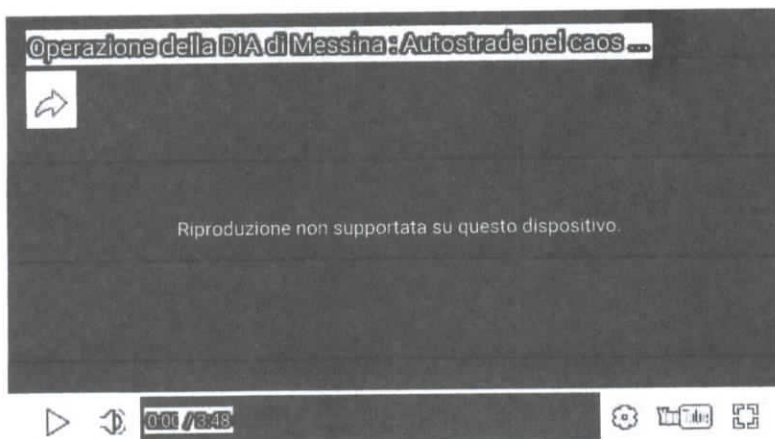 Operazione della DIA di Messina : Autostrade nel caos ...
Riproduzione non supportata su questo dispositivo.
0:00 / 3:48
YouTube